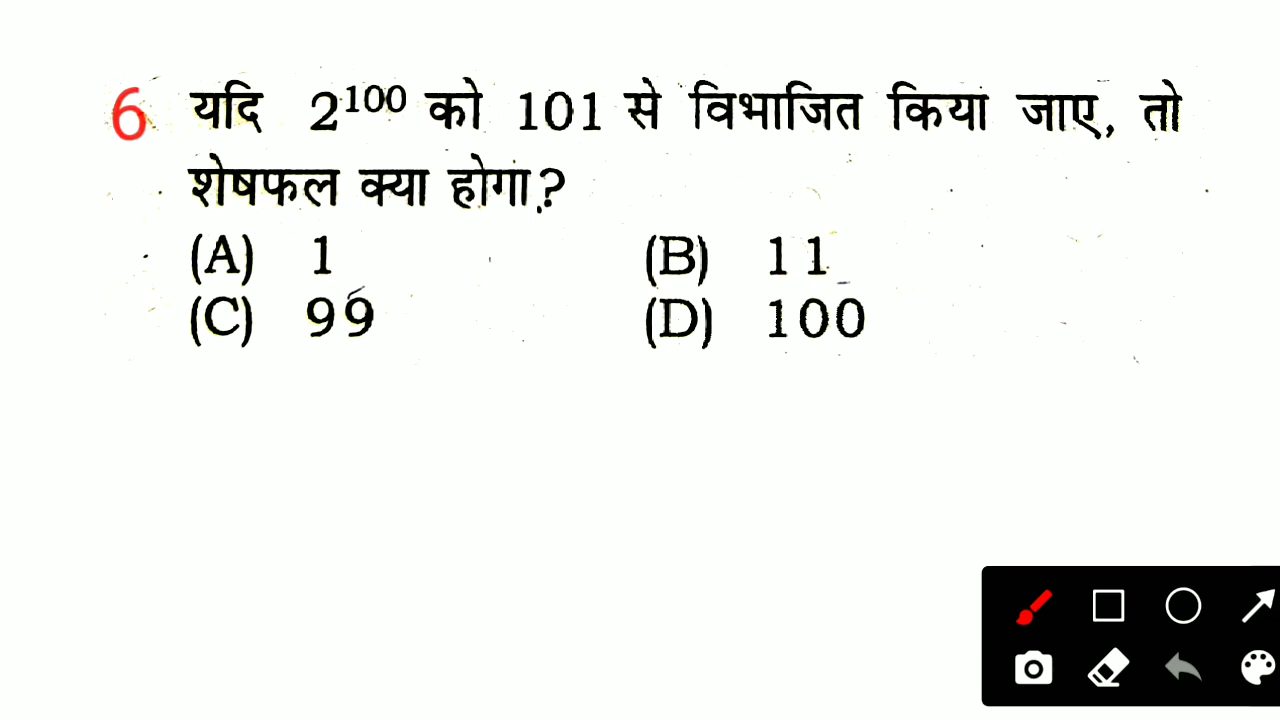 6 यदि 2¹⁰⁰ को 101 से विभाजित किया जाए, तो
शेषफल क्या होगा?
(A) 1 (B) 11
(C) 99 (D) 100